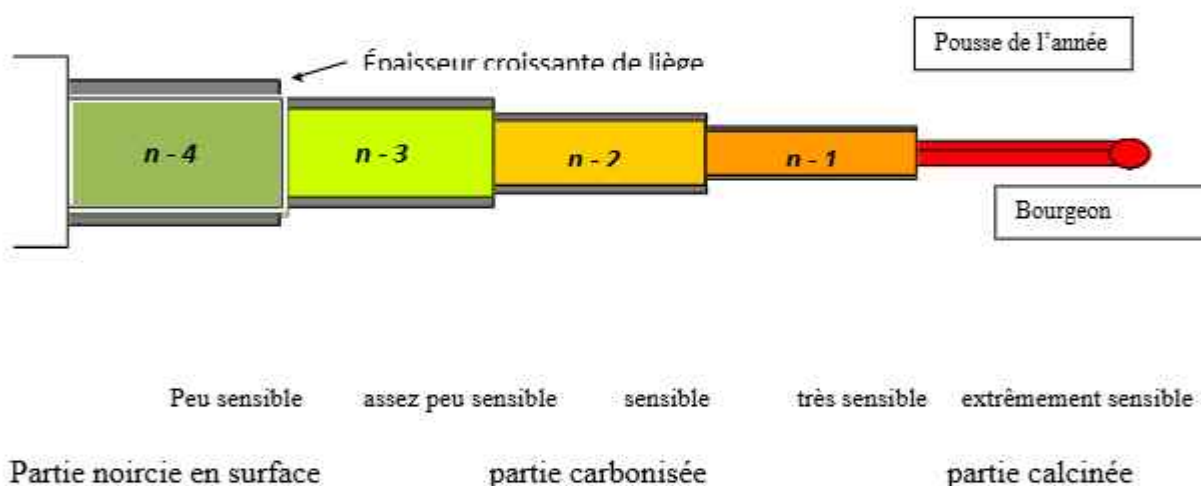 Pousse de l'année
Épaisseur croissante de liège
n - 4
n - 3
n - 2
n - 1
Bourgeon
Peu sensible assez peu sensible sensible très sensible extrêmement sensible
Partie noircie en surface partie carbonisée partie calcinée